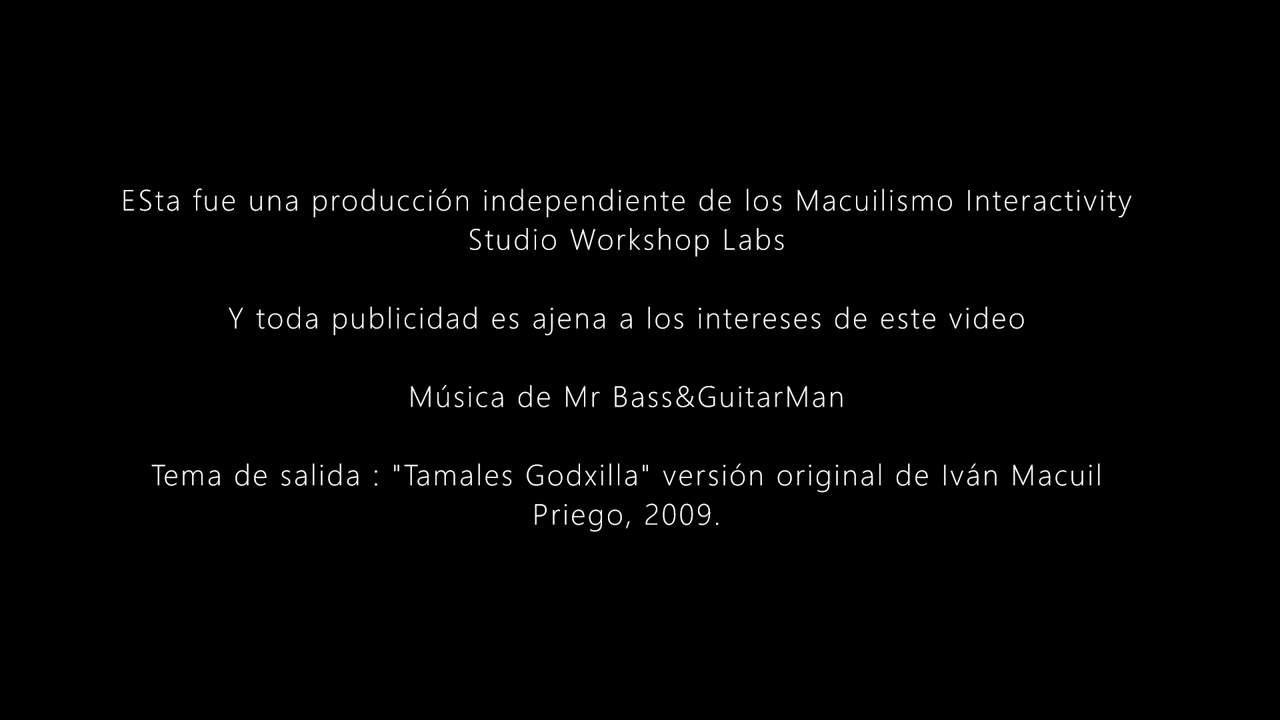 ESta fue una producción independiente de los Macuilismo Interactivity
Studio Workshop Labs
Y toda publicidad es ajena a los intereses de este video
Música de Mr Bass&GuitarMan
Tema de salida : "Tamales Godxilla" versión original de Iván Macuil
Priego, 2009.